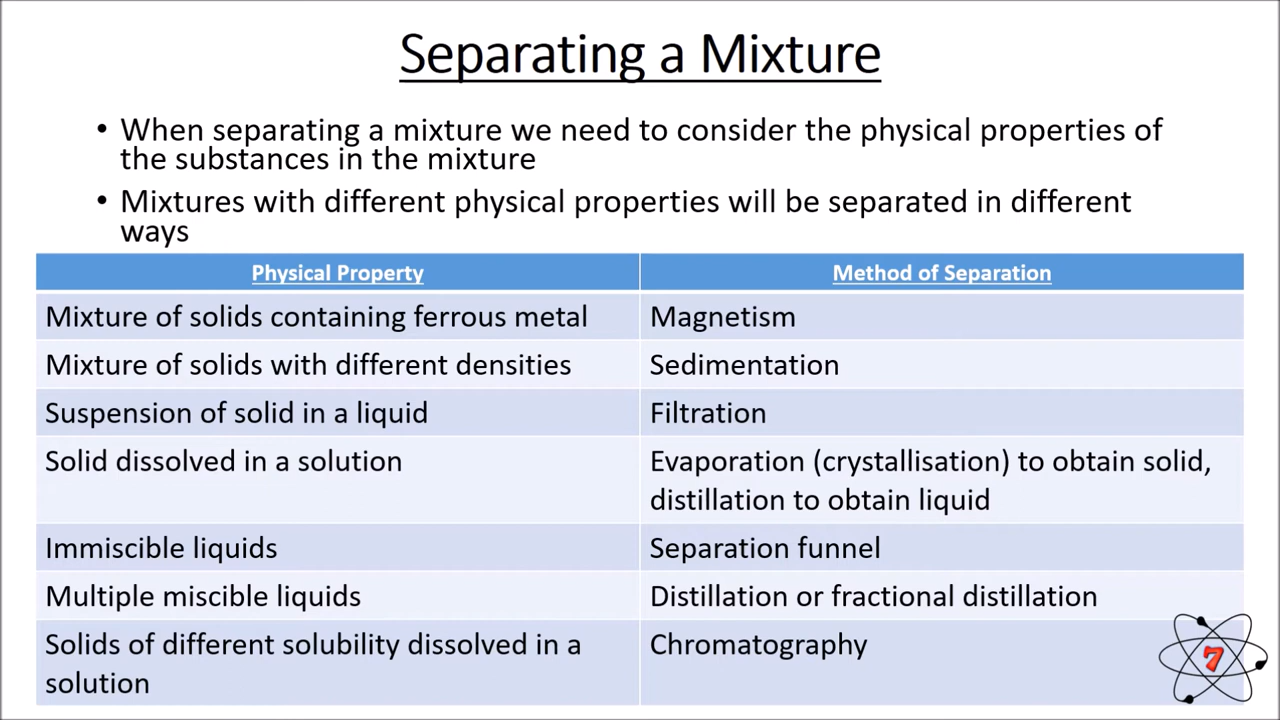 Separating a Mixture
• When separating a mixture we need to consider the physical properties of
the substances in the mixture
• Mixtures with different physical properties will be separated in different
ways
Physical Property Method of Separation
Mixture of solids containing ferrous metal Magnetism
Mixture of solids with different densities Sedimentation
Suspension of solid in a liquid Filtration
Solid dissolved in a solution Evaporation (crystallisation) to obtain solid,
distillation to obtain liquid
Immiscible liquids Separation funnel
Multiple miscible liquids Distillation or fractional distillation
Solids of different solubility dissolved in a Chromatography
solution
7